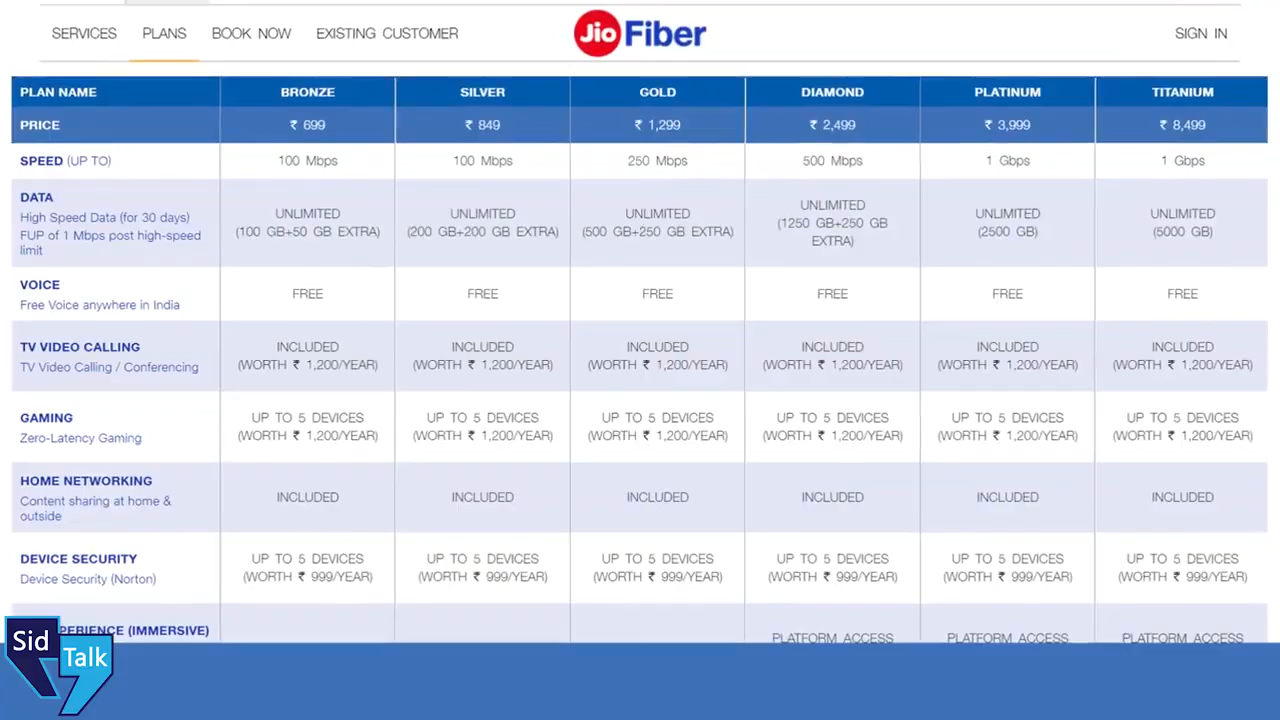 SERVICES PLANS BOOK NOW EXISTING CUSTOMER Jio Fiber SIGN IN
PLAN NAME BRONZE SILVER GOLD DIAMOND PLATINUM TITANIUM
PRICE ₹ 699 ₹ 849 ₹ 1,299 ₹ 2,499 ₹ 3,999 ₹ 8,499
SPEED (UP TO) 100 Mbps 100 Mbps 250 Mbps 500 Mbps 1 Gbps 1 Gbps
DATA
High Speed Data (for 30 days)
FUP of 1 Mbps post high-speed
limit
UNLIMITED
(100 GB+50 GB EXTRA)
UNLIMITED
(200 GB+200 GB EXTRA)
UNLIMITED
(500 GB+250 GB EXTRA)
UNLIMITED
(1250 GB+250 GB
EXTRA)
UNLIMITED
(2500 GB)
UNLIMITED
(5000 GB)
VOICE
Free Voice anywhere in India
FREE FREE FREE FREE FREE FREE
TV VIDEO CALLING
TV Video Calling / Conferencing
INCLUDED INCLUDED INCLUDED INCLUDED INCLUDED INCLUDED
(WORTH ₹ 1,200/YEAR) (WORTH ₹ 1,200/YEAR) (WORTH ₹ 1,200/YEAR) (WORTH ₹ 1,200/YEAR) (WORTH ₹ 1,200/YEAR) (WORTH ₹ 1,200/YEAR)
GAMING
Zero-Latency Gaming
UP TO 5 DEVICES UP TO 5 DEVICES UP TO 5 DEVICES UP TO 5 DEVICES UP TO 5 DEVICES UP TO 5 DEVICES
(WORTH ₹ 1,200/YEAR) (WORTH ₹ 1,200/YEAR) (WORTH ₹ 1,200/YEAR) (WORTH ₹ 1,200/YEAR) (WORTH ₹ 1,200/YEAR) (WORTH ₹ 1,200/YEAR)
HOME NETWORKING
Content sharing at home &
outside
INCLUDED INCLUDED INCLUDED INCLUDED INCLUDED INCLUDED
DEVICE SECURITY
Device Security (Norton)
UP TO 5 DEVICES UP TO 5 DEVICES UP TO 5 DEVICES UP TO 5 DEVICES UP TO 5 DEVICES UP TO 5 DEVICES
(WORTH ₹ 999/YEAR) (WORTH ₹ 999/YEAR) (WORTH ₹ 999/YEAR) (WORTH ₹ 999/YEAR) (WORTH ₹ 999/YEAR) (WORTH ₹ 999/YEAR)
(IMMERSIVE)
PLATFORM ACCESS PLATFORM ACCESS PLATFORM ACCESS
Sid
Talk